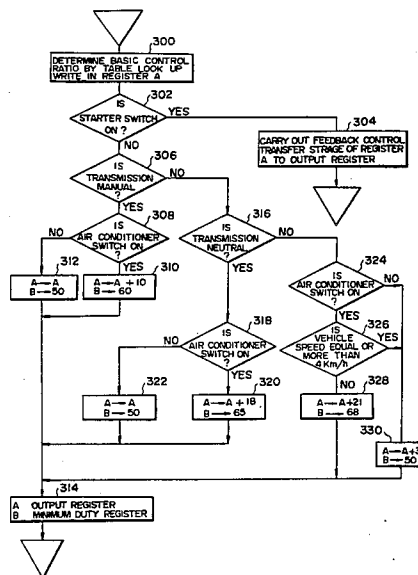 300
DETERMINE BASIC CONTROL
RATIO BY TABLE LOOK UP
WRITE IN REGISTER A
302
IS
STARTER SWITCH
ON ?
YES
NO
304
CARRY OUT FEEDBACK CONTROL
TRANSFER STRAGE OF REGISTER
A TO OUTPUT REGISTER
306
IS
TRANSMISSION
MANUAL
?
NO
YES
308
IS
AIR CONDITIONER
SWITCH ON
?
NO
YES
312
A → A
B → 50
310
A → A + 10
B → 60
316
IS
TRANSMISSION
NEUTRAL
?
NO
YES
324
IS
AIR CONDITIONER
SWITCH ON
?
NO
YES
318
IS
AIR CONDITIONER
SWITCH ON
?
NO
YES
326
IS
VEHICLE
SPEED EQUAL OR
MORE THAN
4 Km/h
YES
NO
322
A → A
B → 50
320
A → A + 18
B → 65
328
A → A+21
B → 68
330
A → A+3
B → 50
314
A OUTPUT REGISTER
B MINIMUM DUTY REGISTER